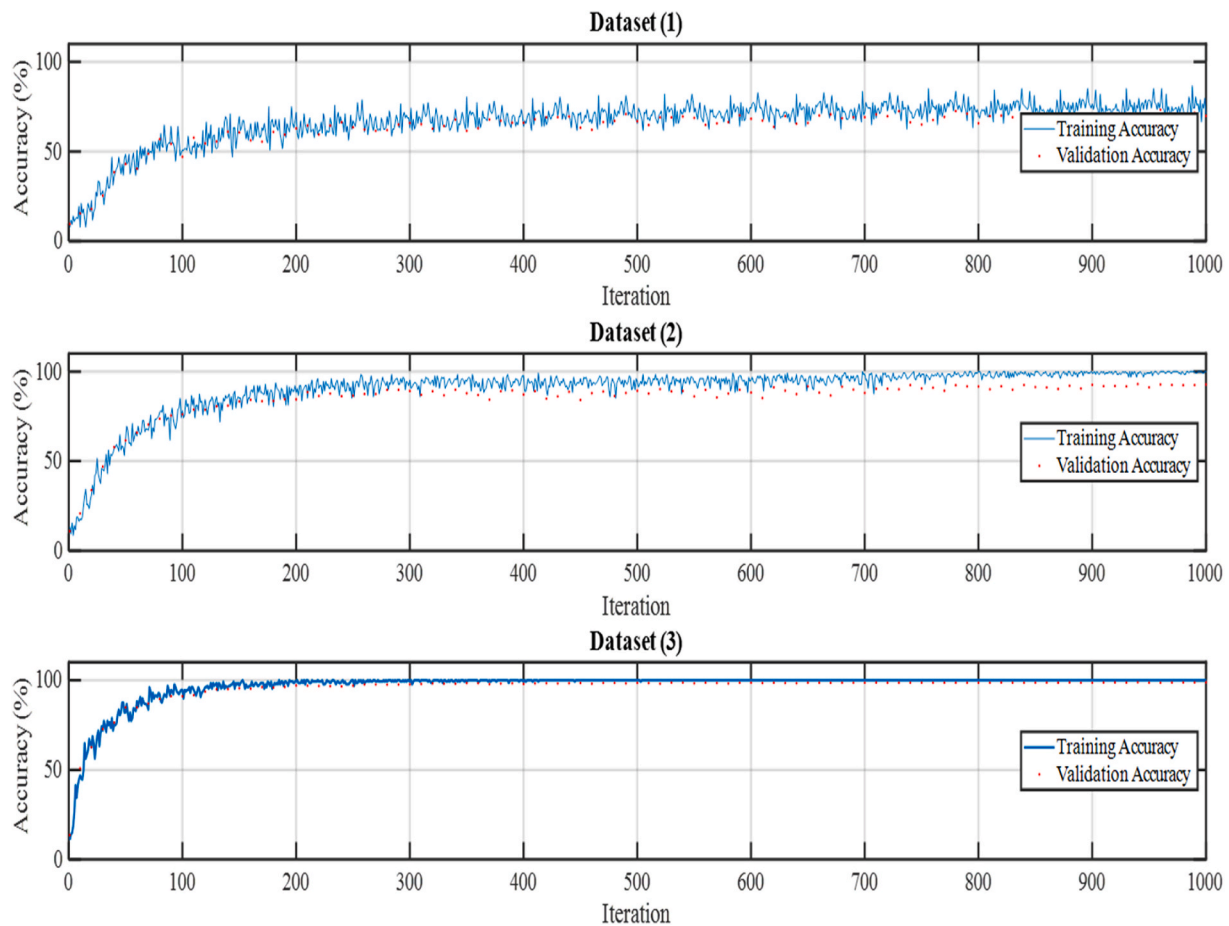 Dataset (1)
100
50
0
Accuracy (%)
Training Accuracy
Validation Accuracy
0 100 200 300 400 500 600 700 800 900 1000
Iteration
Dataset (2)
100
50
0
Accuracy (%)
Training Accuracy
Validation Accuracy
0 100 200 300 400 500 600 700 800 900 1000
Iteration
Dataset (3)
100
50
0
Accuracy (%)
Training Accuracy
Validation Accuracy
0 100 200 300 400 500 600 700 800 900 1000
Iteration